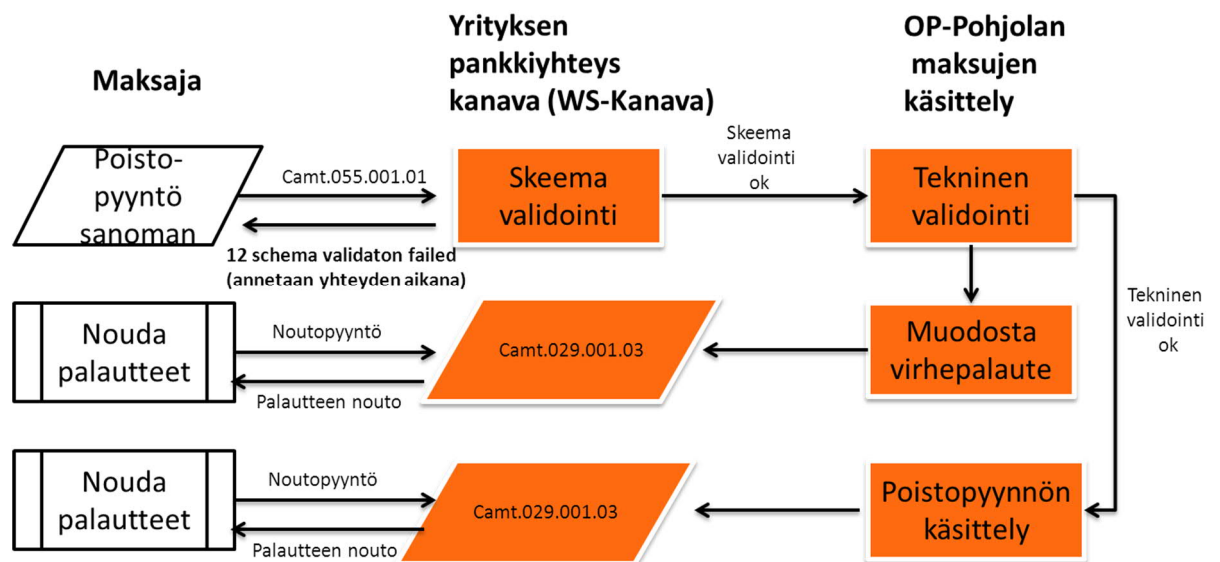 Maksaja
Yrityksen
pankkiyhteys
kanava (WS-Kanava)
OP-Pohjolan
maksujen
käsittely
Poisto-
pyyntö
sanoman
Camt.055.001.01
12 schema validaton failed
(annetaan yhteyden aikana)
Skeema
validointi
Skeema
validointi
ok
Tekninen
validointi
Tekninen
validointi
ok
Nouda
palautteet
Noutopyyntö
Palautteen nouto
Camt.029.001.03
Muodosta
virhepalaute
Nouda
palautteet
Noutopyyntö
Palautteen nouto
Camt.029.001.03
Poistopyynnön
käsittely